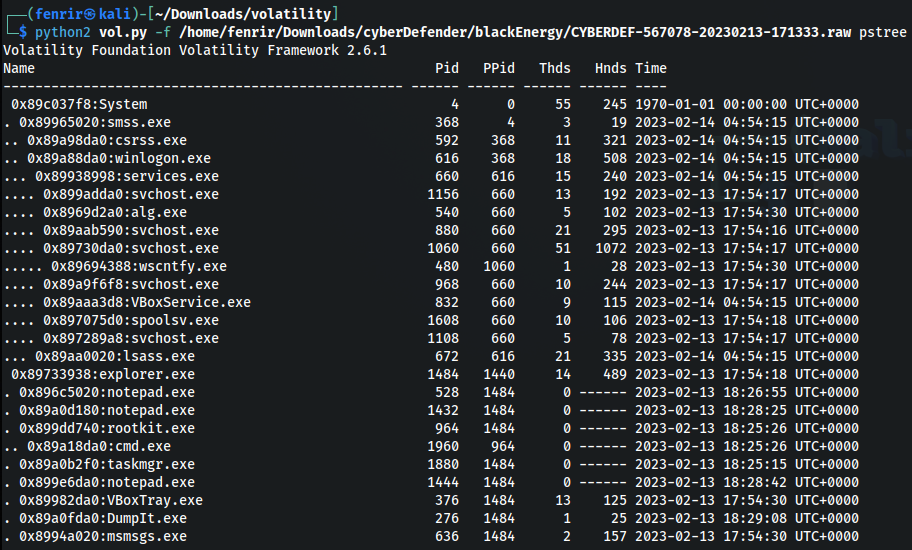 ┌──(fenrir㉿kali)-[~/Downloads/volatility]
└─$ python2 vol.py -f /home/fenrir/Downloads/cyberDefender/blackEnergy/CYBERDEF-567078-20230213-171333.raw pstree
Volatility Foundation Volatility Framework 2.6.1
Name                                                  Pid   PPid   Thds   Hnds Time
-------------------------------------------------- ------ ------ ------ ------ ----
 0x89c037f8:System                                      4      0     55    245 1970-01-01 00:00:00 UTC+0000
. 0x89965020:smss.exe                                 368      4      3     19 2023-02-14 04:54:15 UTC+0000
.. 0x89a98da0:csrss.exe                               592    368     11    321 2023-02-14 04:54:15 UTC+0000
.. 0x89a88da0:winlogon.exe                            616    368     18    508 2023-02-14 04:54:15 UTC+0000
... 0x89938998:services.exe                           660    616     15    240 2023-02-14 04:54:15 UTC+0000
.... 0x899adda0:svchost.exe                          1156    660     13    192 2023-02-13 17:54:17 UTC+0000
.... 0x8969d2a0:alg.exe                               540    660      5    102 2023-02-13 17:54:30 UTC+0000
.... 0x89aab590:svchost.exe                           880    660     21    295 2023-02-13 17:54:16 UTC+0000
.... 0x89730da0:svchost.exe                          1060    660     51   1072 2023-02-13 17:54:17 UTC+0000
..... 0x89694388:wscntfy.exe                          480   1060      1     28 2023-02-13 17:54:30 UTC+0000
.... 0x89a9f6f8:svchost.exe                           968    660     10    244 2023-02-13 17:54:17 UTC+0000
.... 0x89aaa3d8:VBoxService.exe                       832    660      9    115 2023-02-14 04:54:15 UTC+0000
.... 0x897075d0:spoolsv.exe                          1608    660     10    106 2023-02-13 17:54:18 UTC+0000
.... 0x897289a8:svchost.exe                          1108    660      5     78 2023-02-13 17:54:17 UTC+0000
... 0x89aa0020:lsass.exe                              672    616     21    335 2023-02-14 04:54:15 UTC+0000
 0x89733938:explorer.exe                             1484   1440     14    489 2023-02-13 17:54:18 UTC+0000
. 0x896c5020:notepad.exe                              528   1484      0 ------ 2023-02-13 18:26:55 UTC+0000
. 0x89a0d180:notepad.exe                             1432   1484      0 ------ 2023-02-13 18:28:25 UTC+0000
. 0x899dd740:rootkit.exe                              964   1484      0 ------ 2023-02-13 18:25:26 UTC+0000
.. 0x89a18da0:cmd.exe                                1960    964      0 ------ 2023-02-13 18:25:26 UTC+0000
. 0x89a0b2f0:taskmgr.exe                             1880   1484      0 ------ 2023-02-13 18:25:15 UTC+0000
. 0x899e6da0:notepad.exe                             1444   1484      0 ------ 2023-02-13 18:28:42 UTC+0000
. 0x89982da0:VBoxTray.exe                             376   1484     13    125 2023-02-13 17:54:30 UTC+0000
. 0x89a0fda0:DumpIt.exe                               276   1484      1     25 2023-02-13 18:29:08 UTC+0000
. 0x8994a020:msmsgs.exe                               636   1484      2    157 2023-02-13 17:54:30 UTC+0000